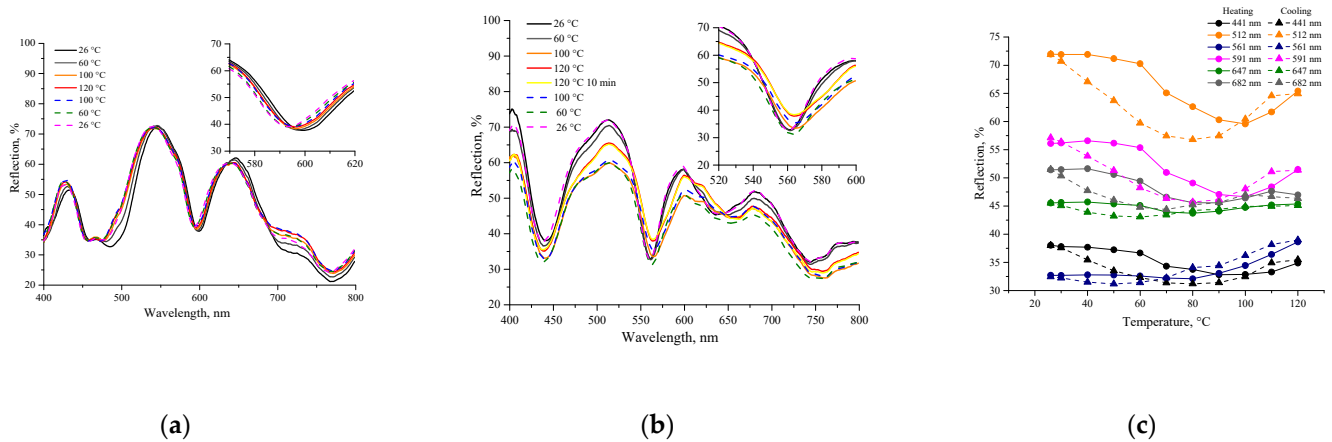 100
90
80
70
60
50
40
30
20
400
500
600
700
800
Reflection, %
Wavelength, nm
26 °C
60 °C
100 °C
120 °C
100 °C
60 °C
26 °C
70
60
50
40
30
580
600
620
(a)
100
90
80
70
60
50
40
30
20
400
450
500
550
600
650
700
750
800
Reflection, %
Wavelength, nm
26 °C
60 °C
100 °C
120 °C
120 °C 10 min
100 °C
60 °C
26 °C
70
60
50
40
30
20
520
540
560
580
600
(b)
Heating Cooling
441 nm 441 nm
512 nm 512 nm
561 nm 561 nm
591 nm 591 nm
647 nm 647 nm
682 nm 682 nm
80
75
70
65
60
55
50
45
40
35
30
20
40
60
80
100
120
Reflection, %
Temperature, °C
(c)